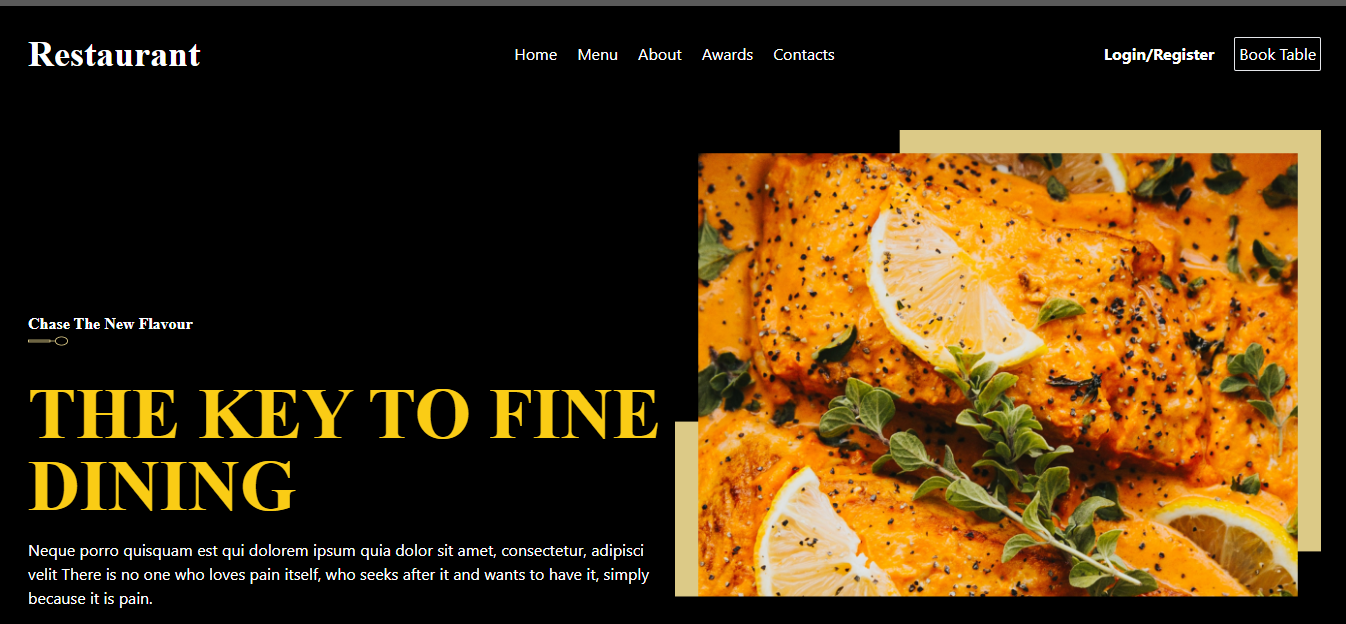 Restaurant
Home Menu About Awards Contacts
Login/Register Book Table
Chase The New Flavour
THE KEY TO FINE
DINING
Neque porro quisquam est qui dolorem ipsum quia dolor sit amet, consectetur, adipisci
velit There is no one who loves pain itself, who seeks after it and wants to have it, simply
because it is pain.